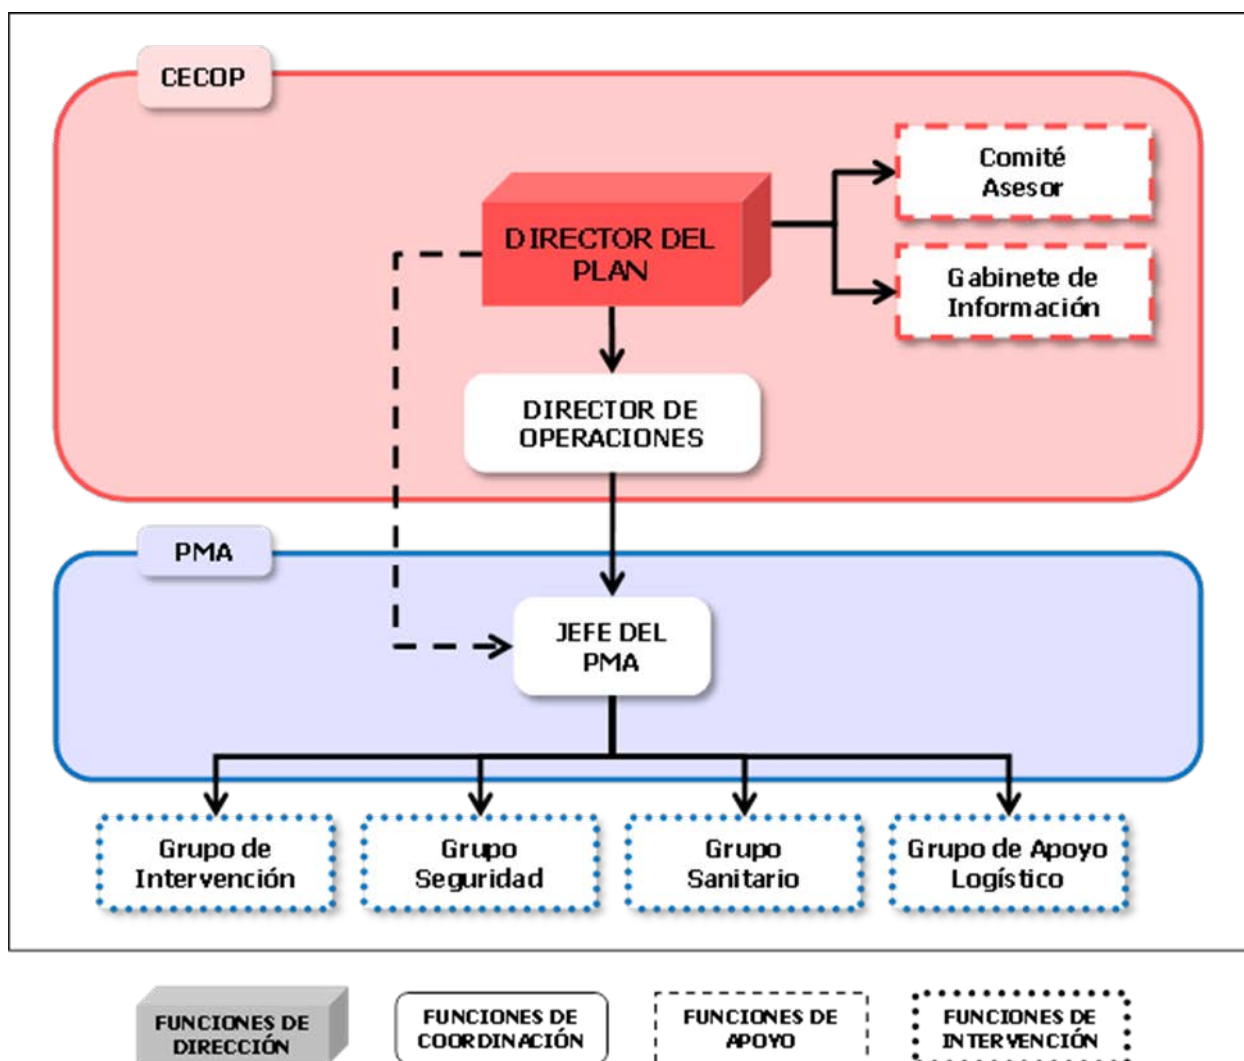 CECOP
Comité
Asesor
DIRECTOR DEL
PLAN
Gabinete de
Información
DIRECTOR DE
OPERACIONES
PMA
JEFE DEL
PMA
Grupo de
Intervención
Grupo
Seguridad
Grupo
Sanitario
Grupo de Apoyo
Logístico
FUNCIONES DE
DIRECCIÓN
FUNCIONES DE
COORDINACIÓN
FUNCIONES DE
APOYO
FUNCIONES DE
INTERVENCIÓN